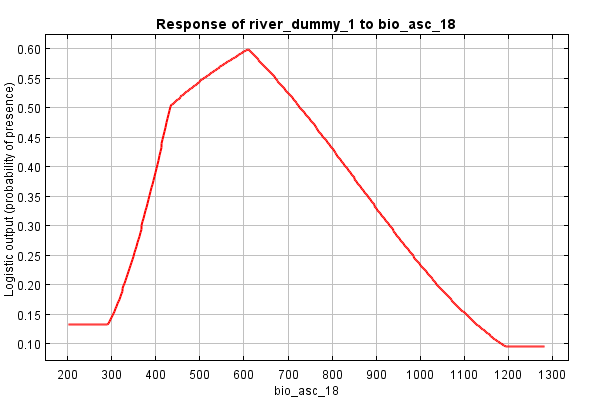 Response of river_dummy_1 to bio_asc_18
Logistic output (probability of presence)
0.60
0.55
0.50
0.45
0.40
0.35
0.30
0.25
0.20
0.15
0.10
200 300 400 500 600 700 800 900 1000 1100 1200 1300
bio_asc_18